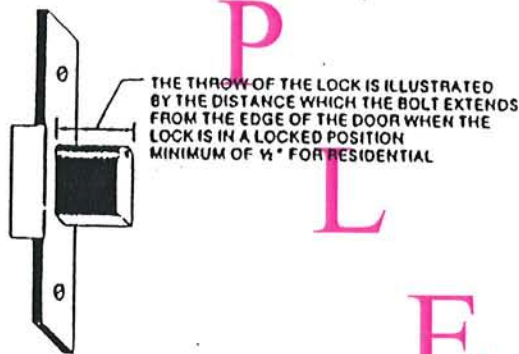 P
THE THROW OF THE LOCK IS ILLUSTRATED
BY THE DISTANCE WHICH THE BOLT EXTENDS
FROM THE EDGE OF THE DOOR WHEN THE
LOCK IS IN A LOCKED POSITION
MINIMUM OF ½" FOR RESIDENTIAL
L
E